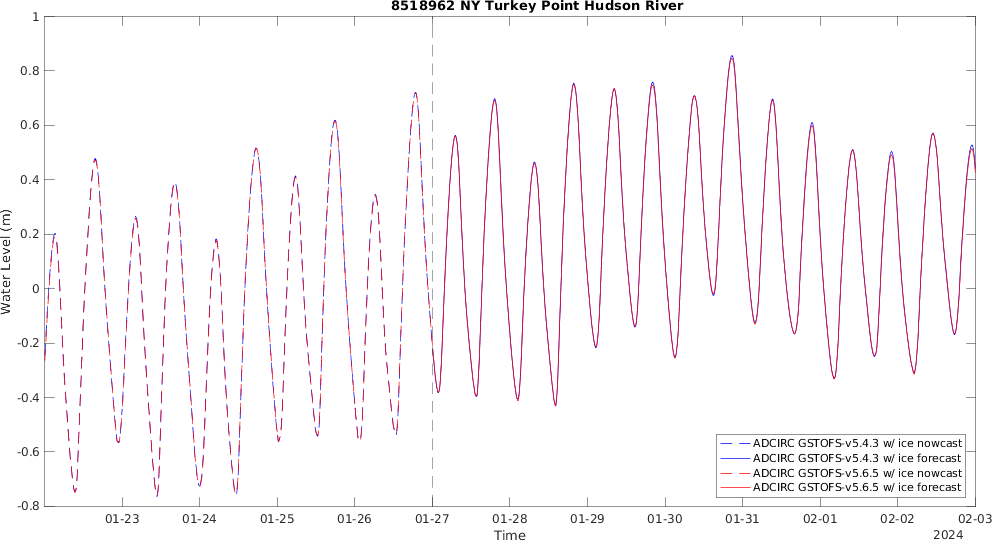 8518962 NY Turkey Point Hudson River
1
0.8
0.6
0.4
0.2
0
-0.2
-0.4
-0.6
-0.8
Water Level (m)
ADCIRC GSTOFS-v5.4.3 w/ ice nowcast
ADCIRC GSTOFS-v5.4.3 w/ ice forecast
ADCIRC GSTOFS-v5.6.5 w/ ice nowcast
ADCIRC GSTOFS-v5.6.5 w/ ice forecast
01-23 01-24 01-25 01-26 01-27 01-28 01-29 01-30 01-31 02-01 02-02 02-03
Time
2024